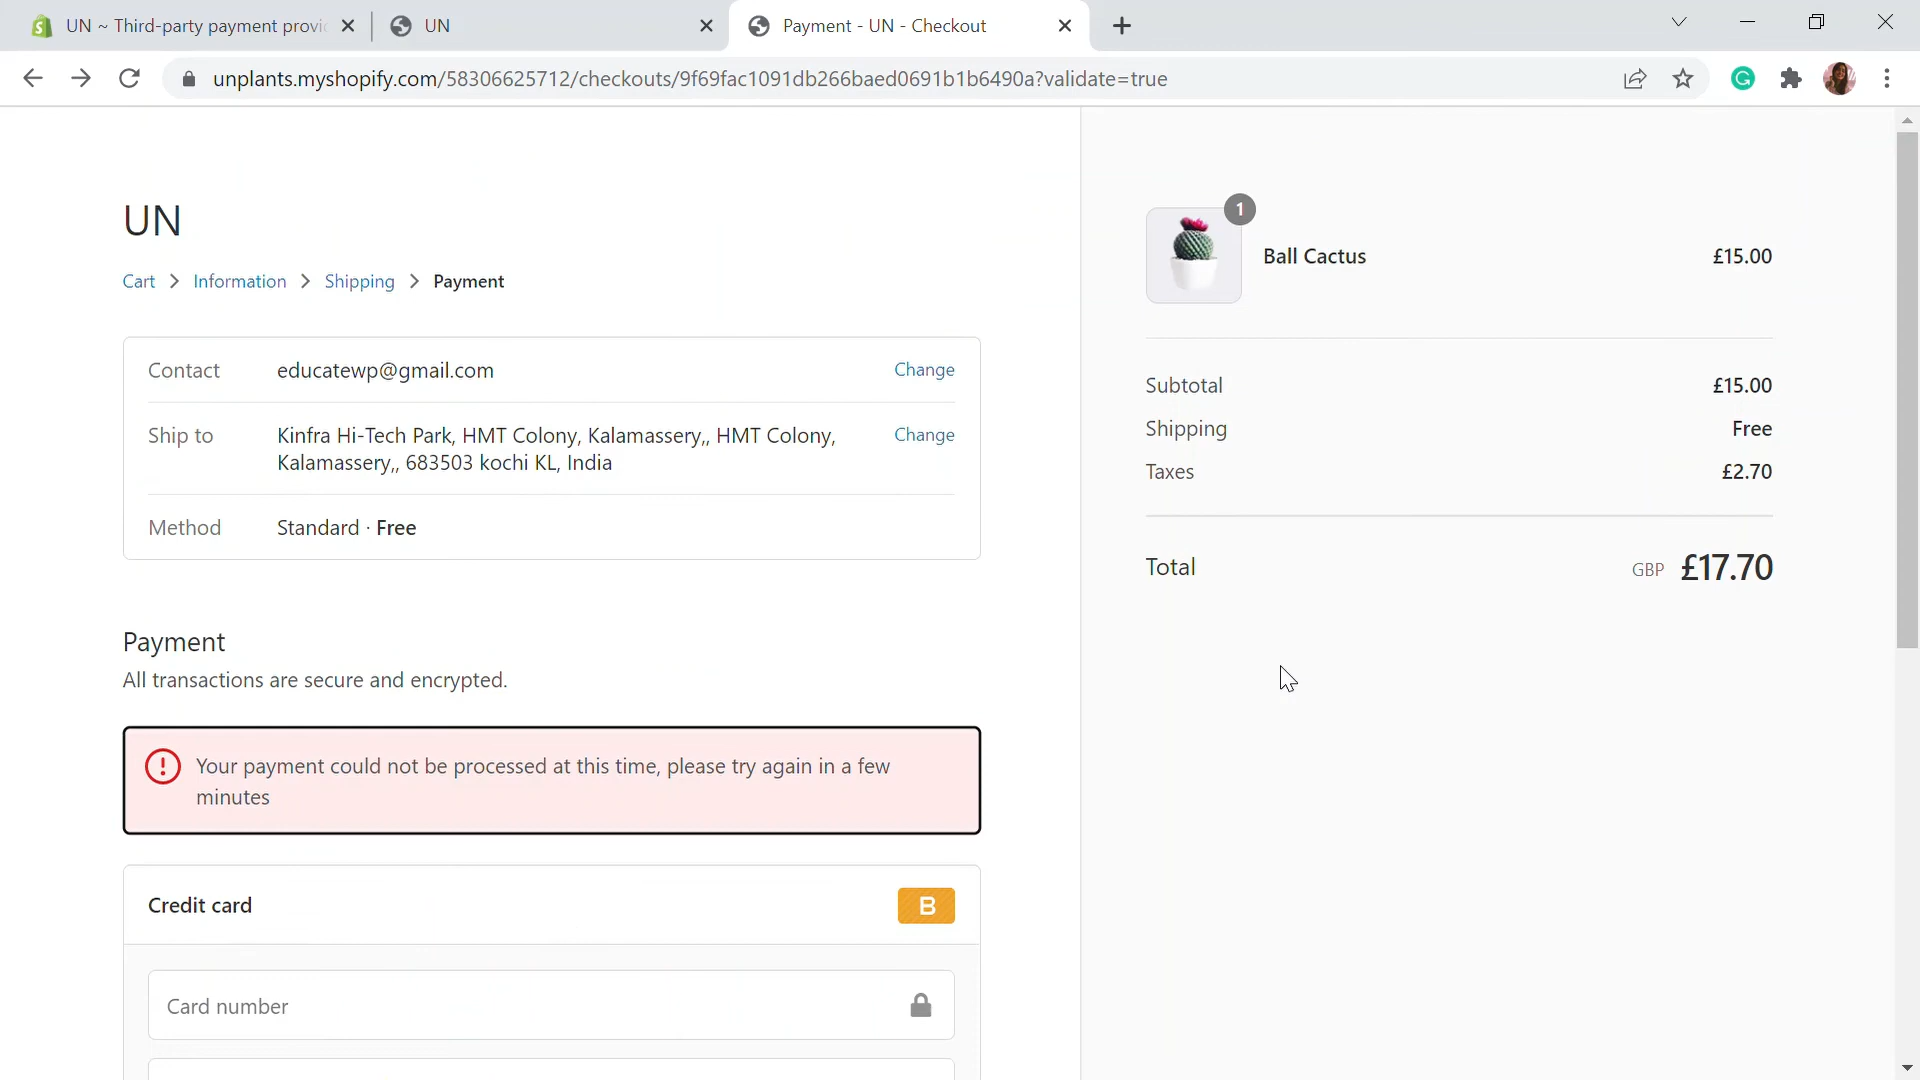 UN ~ Third-party payment provi
UN
Payment - UN - Checkout
unplants.myshopify.com/58306625712/checkouts/9f69fac1091db266baed0691b1b6490a?validate=true
UN
Cart > Information > Shipping > Payment
Contact educatewp@gmail.com Change
Ship to Kinfra Hi-Tech Park, HMT Colony, Kalamassery,, HMT Colony, Change
Kalamassery,, 683503 kochi KL, India
Method Standard · Free
Payment
All transactions are secure and encrypted.
Your payment could not be processed at this time, please try again in a few
minutes
Credit card B
Card number
1
Ball Cactus £15.00
Subtotal £15.00
Shipping Free
Taxes £2.70
Total GBP £17.70